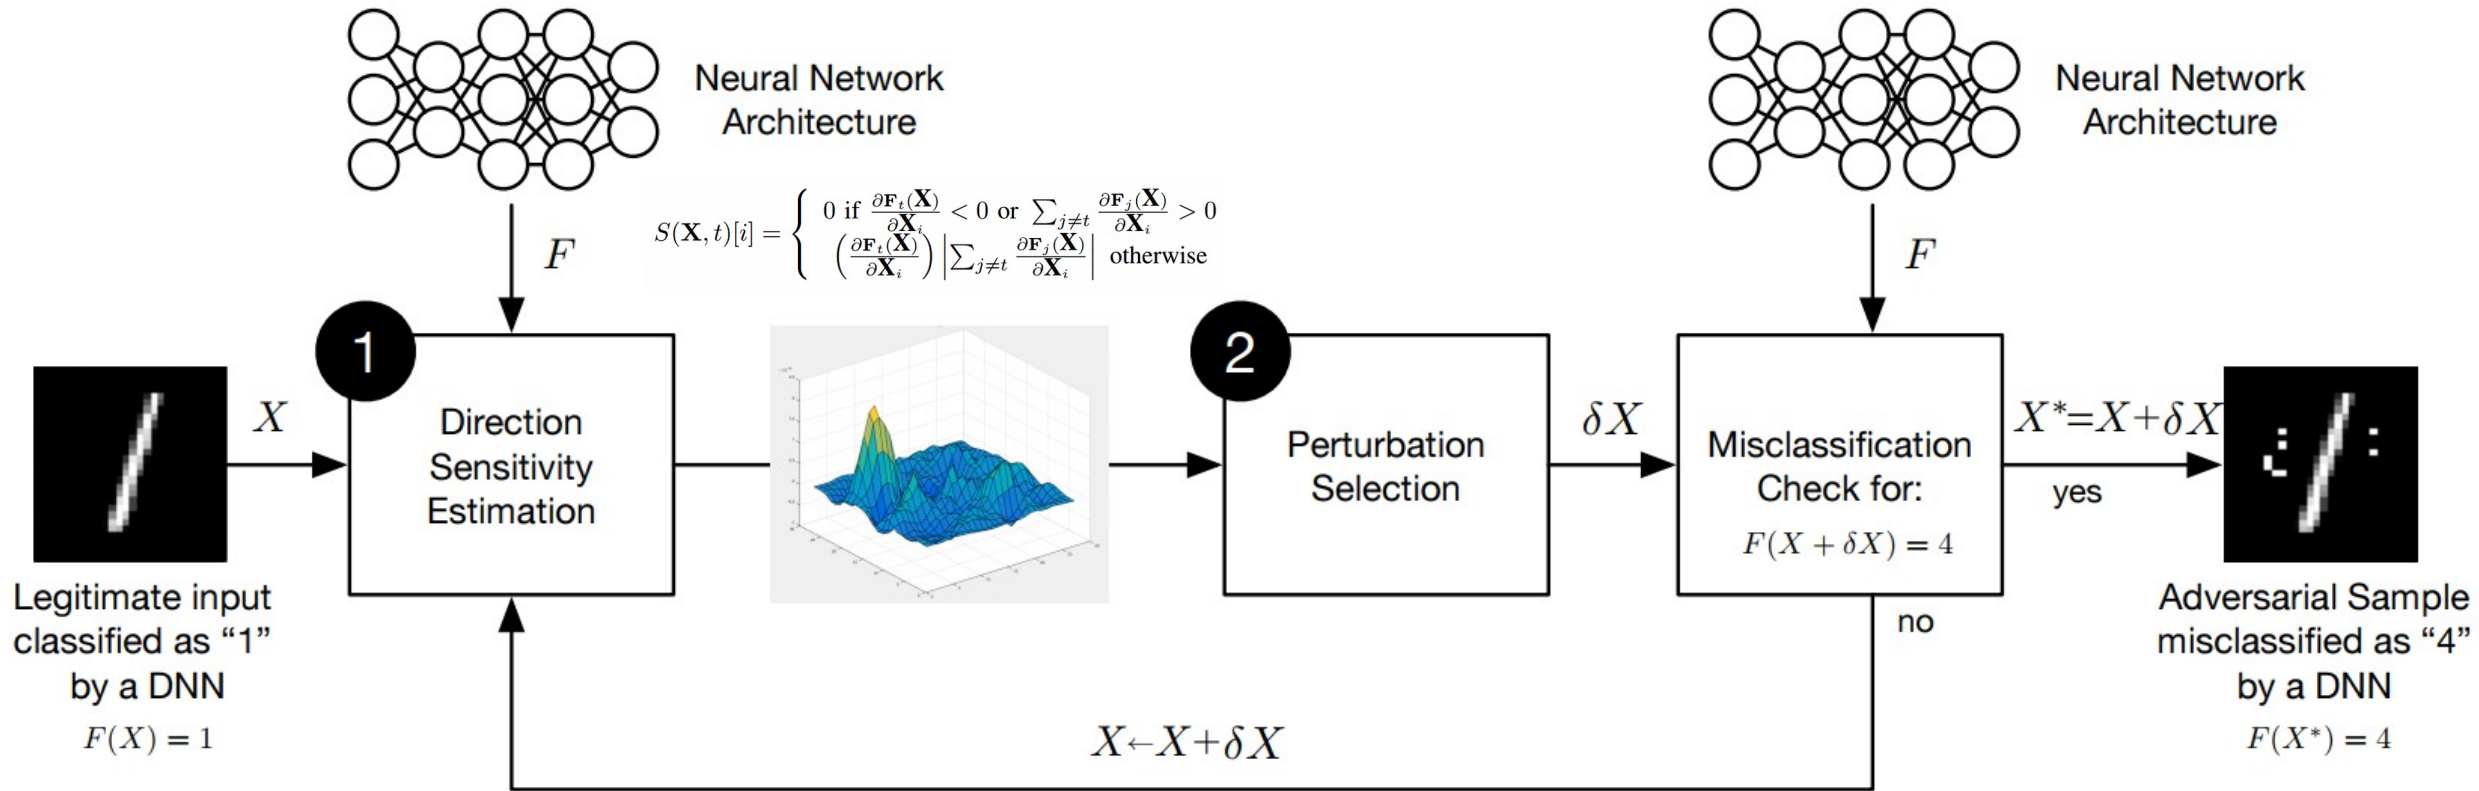 Neural Network
Architecture
Neural Network
Architecture
S(X, t)[i] = { 0 if ∂F_t(X)/∂X_i < 0 or ∑_{j≠t} ∂F_j(X)/∂X_i > 0
(∂F_t(X)/∂X_i) |∑_{j≠t} ∂F_j(X)/∂X_i| otherwise
F
F
1
2
X
Direction
Sensitivity
Estimation
Perturbation
Selection
δX
Misclassification
Check for:
F(X + δX) = 4
X*=X+δX
yes
no
Legitimate input
classified as “1”
by a DNN
F(X) = 1
Adversarial Sample
misclassified as “4”
by a DNN
F(X*) = 4
X←X+δX